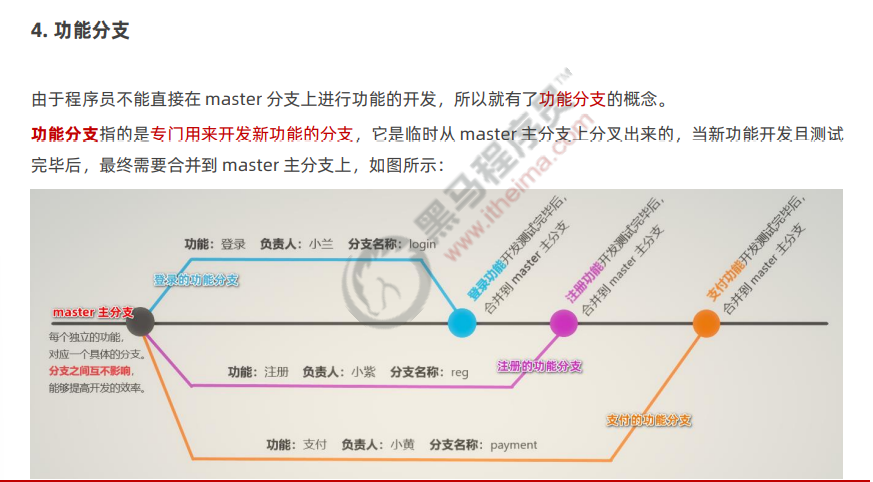 4. 功能分支
由于程序员不能直接在 master 分支上进行功能的开发，所以就有了功能分支的概念。
功能分支指的是专门用来开发新功能的分支，它是临时从 master 主分支上分叉出来的，当新功能开发且测试
完毕后，最终需要合并到 master 主分支上，如图所示：
黑马程序员™
www.itheima.com
功能：登录 负责人：小兰 分支名称：login
登录的功能分支
登录功能开发测试完毕后，
合并到 master 主分支
注册功能开发测试完毕后，
合并到 master 主分支
支付功能开发测试完毕后，
合并到 master 主分支
master 主分支
每个独立的功能，
对应一个具体的分支。
分支之间互不影响，
能够提高开发的效率。
功能：注册 负责人：小紫 分支名称：reg
注册的功能分支
支付的功能分支
功能：支付 负责人：小黄 分支名称：payment